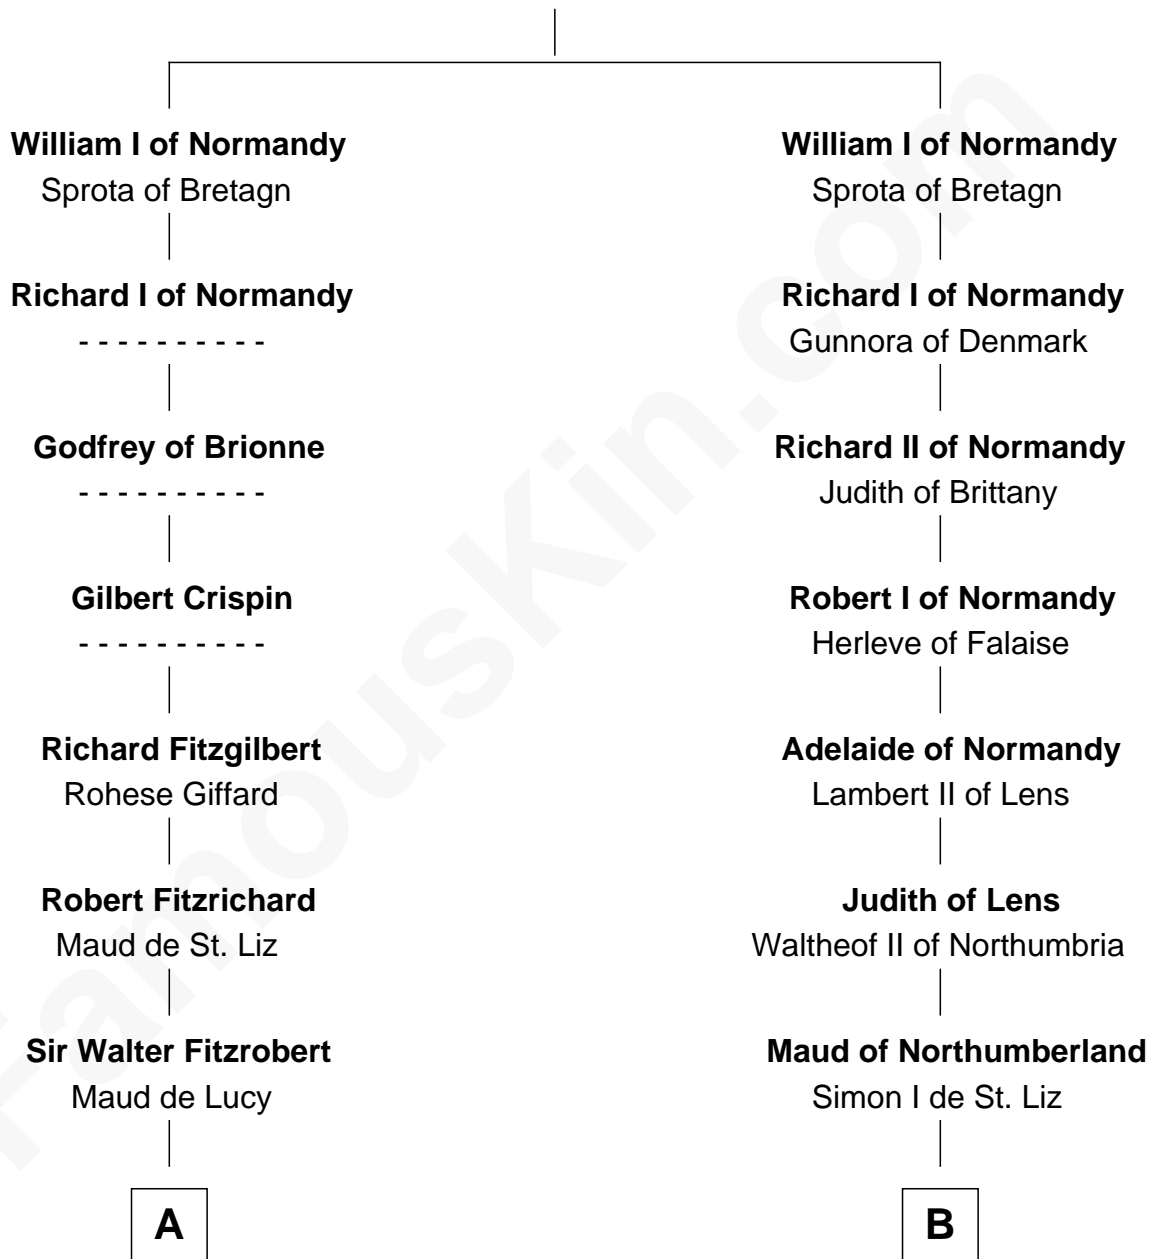 William I of Normandy
Sprota of Bretagn
Richard I of Normandy
- - - - - - - - - -
Godfrey of Brionne
- - - - - - - - - -
Gilbert Crispin
- - - - - - - - - -
Richard Fitzgilbert
Rohese Giffard
Robert Fitzrichard
Maud de St. Liz
Sir Walter Fitzrobert
Maud de Lucy
A
William I of Normandy
Sprota of Bretagn
Richard I of Normandy
Gunnora of Denmark
Richard II of Normandy
Judith of Brittany
Robert I of Normandy
Herleve of Falaise
Adelaide of Normandy
Lambert II of Lens
Judith of Lens
Waltheof II of Northumbria
Maud of Northumberland
Simon I de St. Liz
B
FamousKin.com